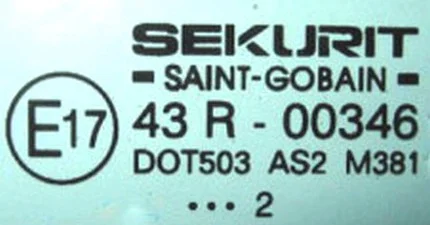 SEKURIT
- SAINT-GOBAIN -
E17 43 R - 00346
DOT503 AS2 M381
••• 2